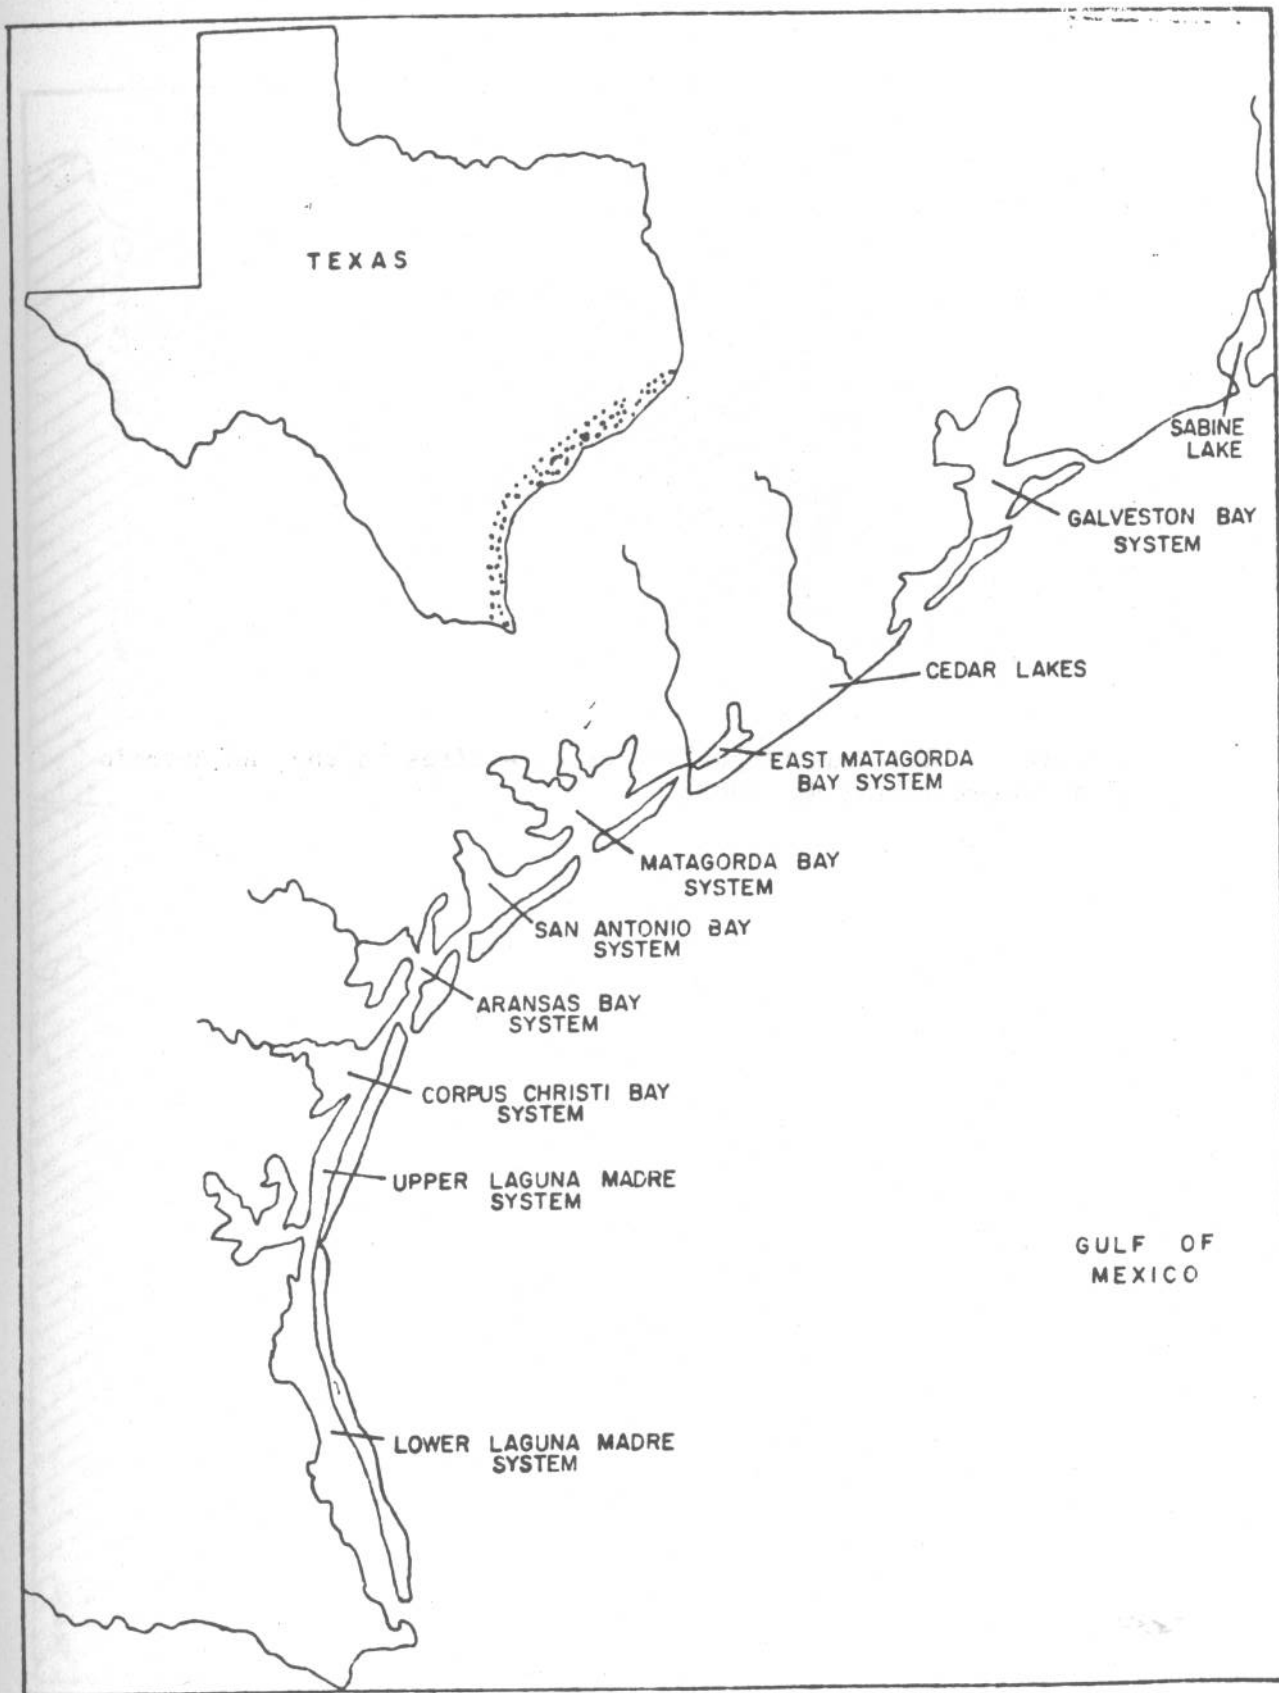 TEXAS
SABINE
LAKE
GALVESTON BAY
SYSTEM
CEDAR LAKES
EAST MATAGORDA
BAY SYSTEM
MATAGORDA BAY
SYSTEM
SAN ANTONIO BAY
SYSTEM
ARANSAS BAY
SYSTEM
CORPUS CHRISTI BAY
SYSTEM
UPPER LAGUNA MADRE
SYSTEM
GULF OF
MEXICO
LOWER LAGUNA MADRE
SYSTEM